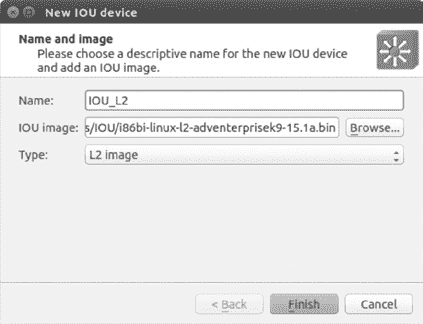 New IOU device
Name and image
Please choose a descriptive name for the new IOU device
and add an IOU image.
Name: IOU_L2
IOU image: s/IOU/i86bi-linux-l2-adventerprisek9-15.1a.bin Browse...
Type: L2 image
< Back Finish Cancel